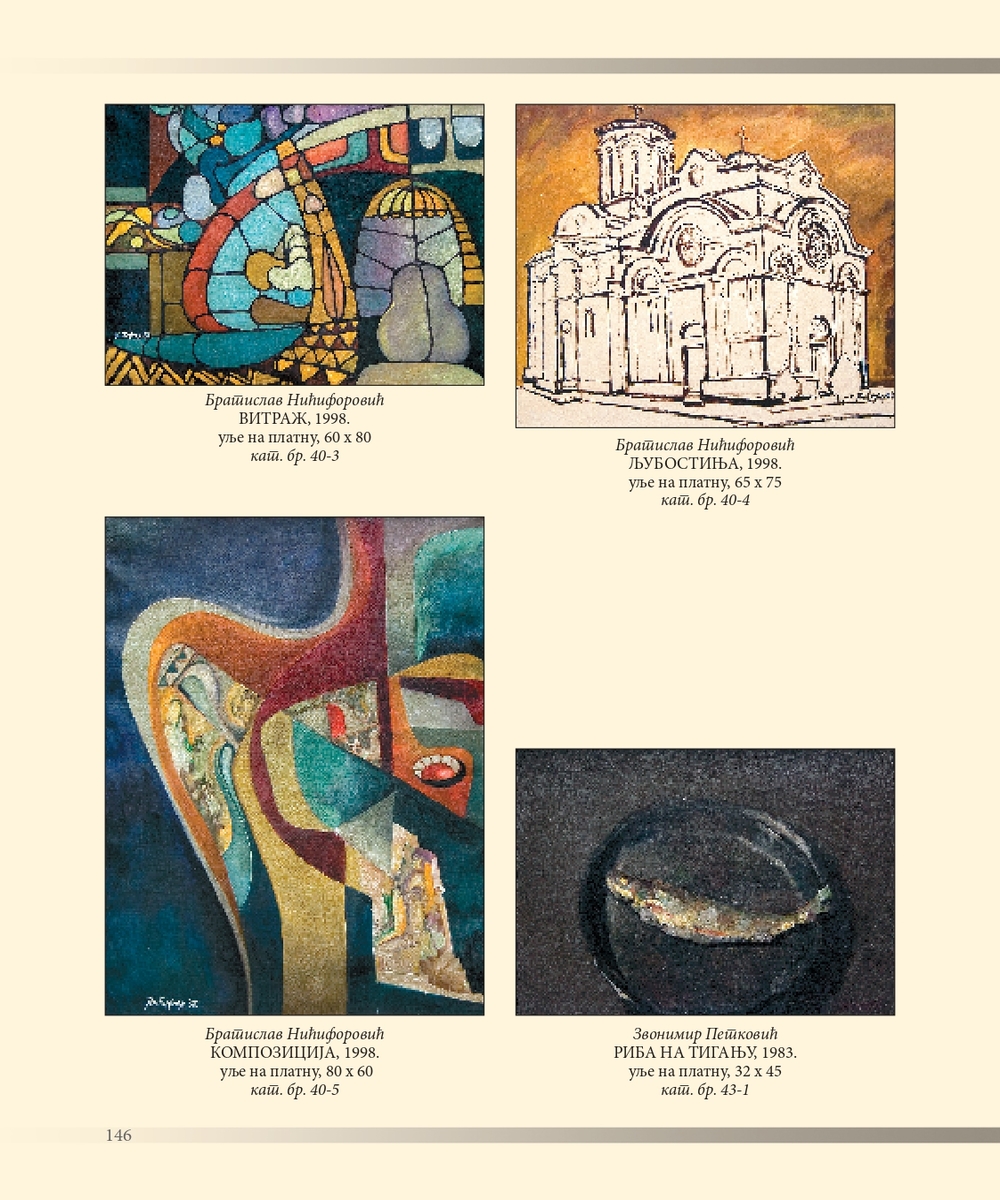 Братислав Нићифоровић
ВИТРАЖ, 1998.
уље на платну, 60 x 80
кат. бр. 40-3
Братислав Нићифоровић
ЉУБОСТИЊА, 1998.
уље на платну, 65 x 75
кат. бр. 40-4
Братислав Нићифоровић
КОМПОЗИЦИЈА, 1998.
уље на платну, 80 x 60
кат. бр. 40-5
Звонимир Петковић
РИБА НА ТИГАЊУ, 1983.
уље на платну, 32 x 45
кат. бр. 43-1
146